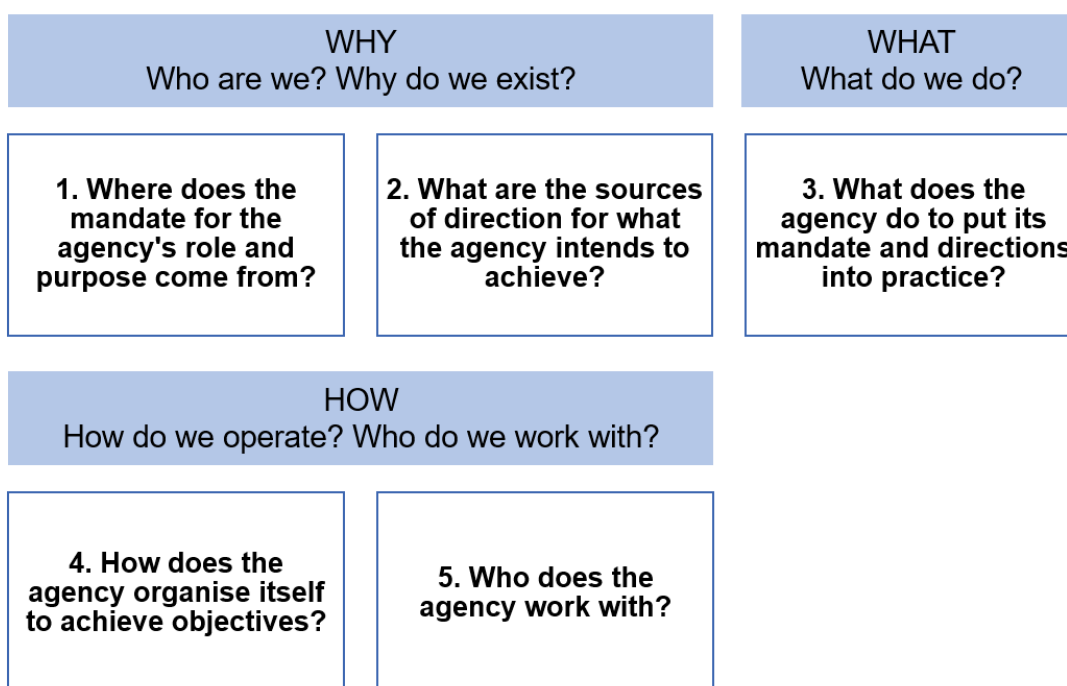 WHY
Who are we? Why do we exist?
WHAT
What do we do?
1. Where does the
mandate for the
agency's role and
purpose come from?
2. What are the sources
of direction for what
the agency intends to
achieve?
3. What does the
agency do to put its
mandate and directions
into practice?
HOW
How do we operate? Who do we work with?
4. How does the
agency organise itself
to achieve objectives?
5. Who does the
agency work with?